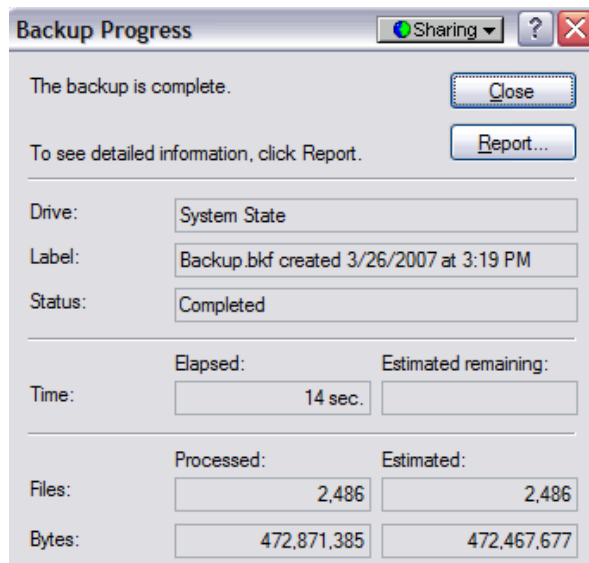 Backup Progress Sharing ?
The backup is complete. Close
To see detailed information, click Report. Report...
Drive: System State
Label: Backup.bkf created 3/26/2007 at 3:19 PM
Status: Completed
Elapsed: Estimated remaining:
Time: 14 sec.
Processed: Estimated:
Files: 2,486 2,486
Bytes: 472,871,385 472,467,677